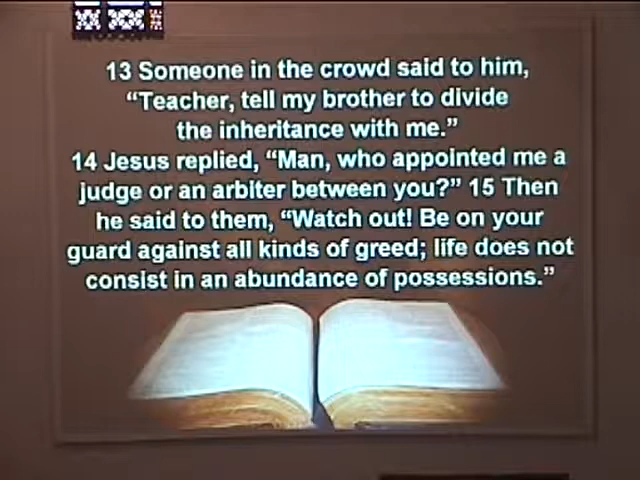 13 Someone in the crowd said to him,
“Teacher, tell my brother to divide
the inheritance with me.”
14 Jesus replied, “Man, who appointed me a
judge or an arbiter between you?” 15 Then
he said to them, “Watch out! Be on your
guard against all kinds of greed; life does not
consist in an abundance of possessions.”